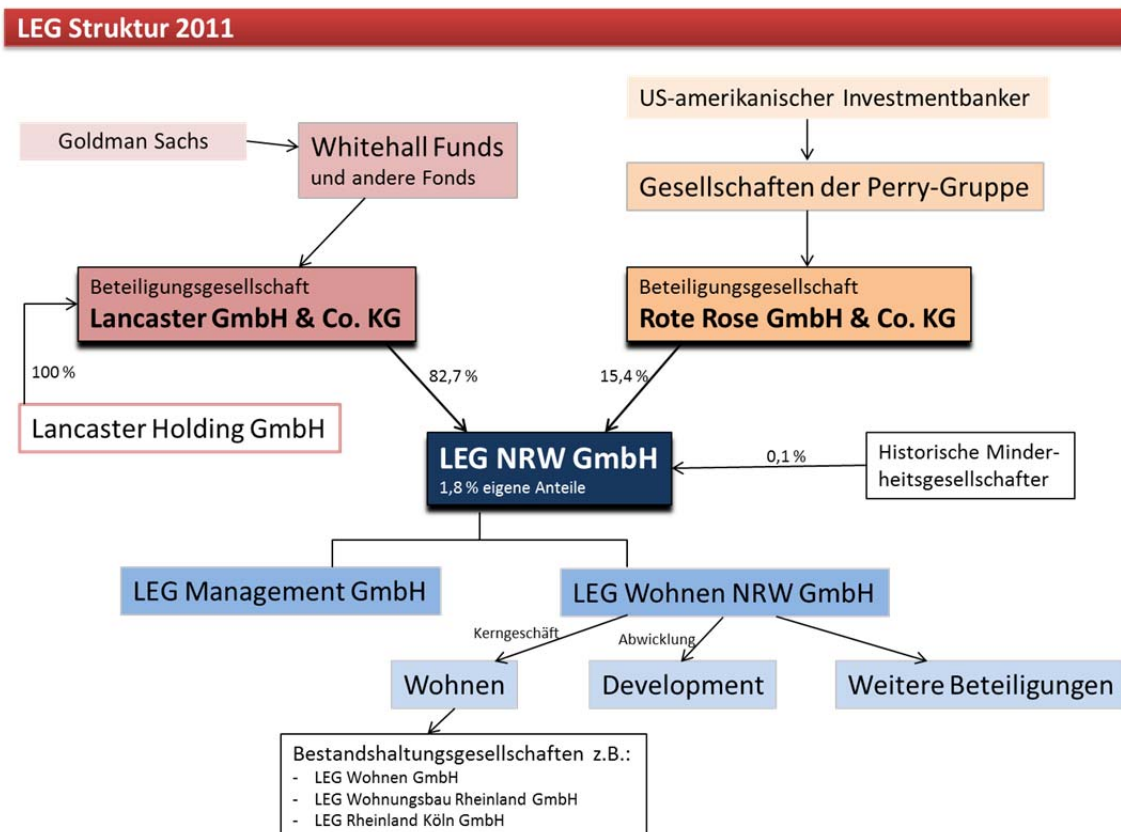 LEG Struktur 2011
US-amerikanischer Investmentbanker
Goldman Sachs
Whitehall Funds
und andere Fonds
Gesellschaften der Perry-Gruppe
Beteiligungsgesellschaft
Lancaster GmbH & Co. KG
Beteiligungsgesellschaft
Rote Rose GmbH & Co. KG
100 %
82,7 %
15,4 %
Lancaster Holding GmbH
LEG NRW GmbH
1,8 % eigene Anteile
0,1 %
Historische Minder-
heitsgesellschafter
LEG Management GmbH
LEG Wohnen NRW GmbH
Kerngeschäft
Abwicklung
Wohnen
Development
Weitere Beteiligungen
Bestandshaltungsgesellschaften z.B.:
- LEG Wohnen GmbH
- LEG Wohnungsbau Rheinland GmbH
- LEG Rheinland Köln GmbH